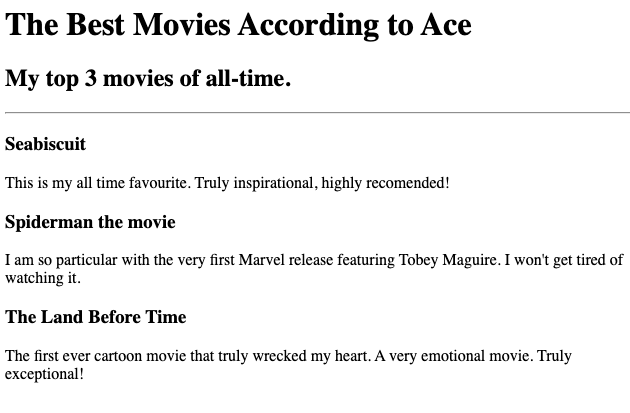 The Best Movies According to Ace
My top 3 movies of all-time.
Seabiscuit
This is my all time favourite. Truly inspirational, highly recomended!
Spiderman the movie
I am so particular with the very first Marvel release featuring Tobey Maguire. I won't get tired of
watching it.
The Land Before Time
The first ever cartoon movie that truly wrecked my heart. A very emotional movie. Truly
exceptional!